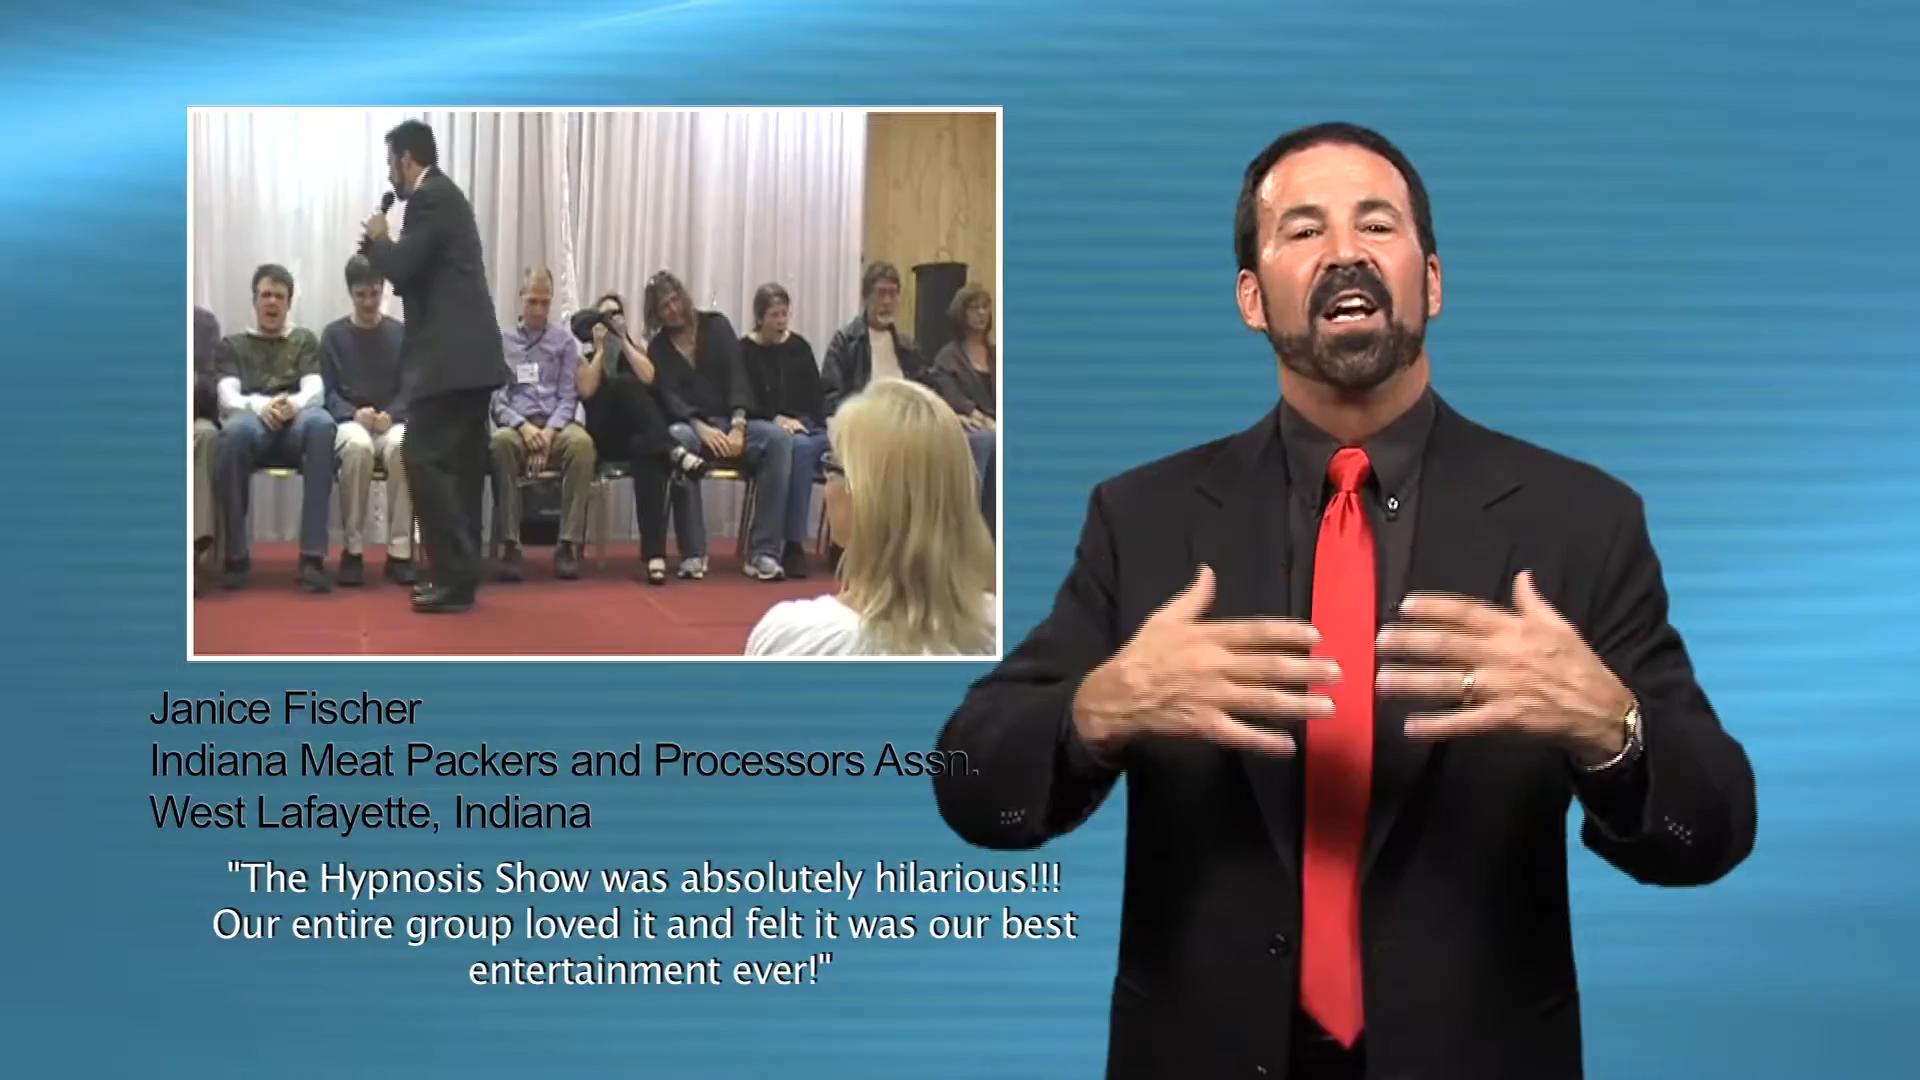 Janice Fischer
Indiana Meat Packers and Processors Assn.
West Lafayette, Indiana
"The Hypnosis Show was absolutely hilarious!!!
Our entire group loved it and felt it was our best
entertainment ever!"